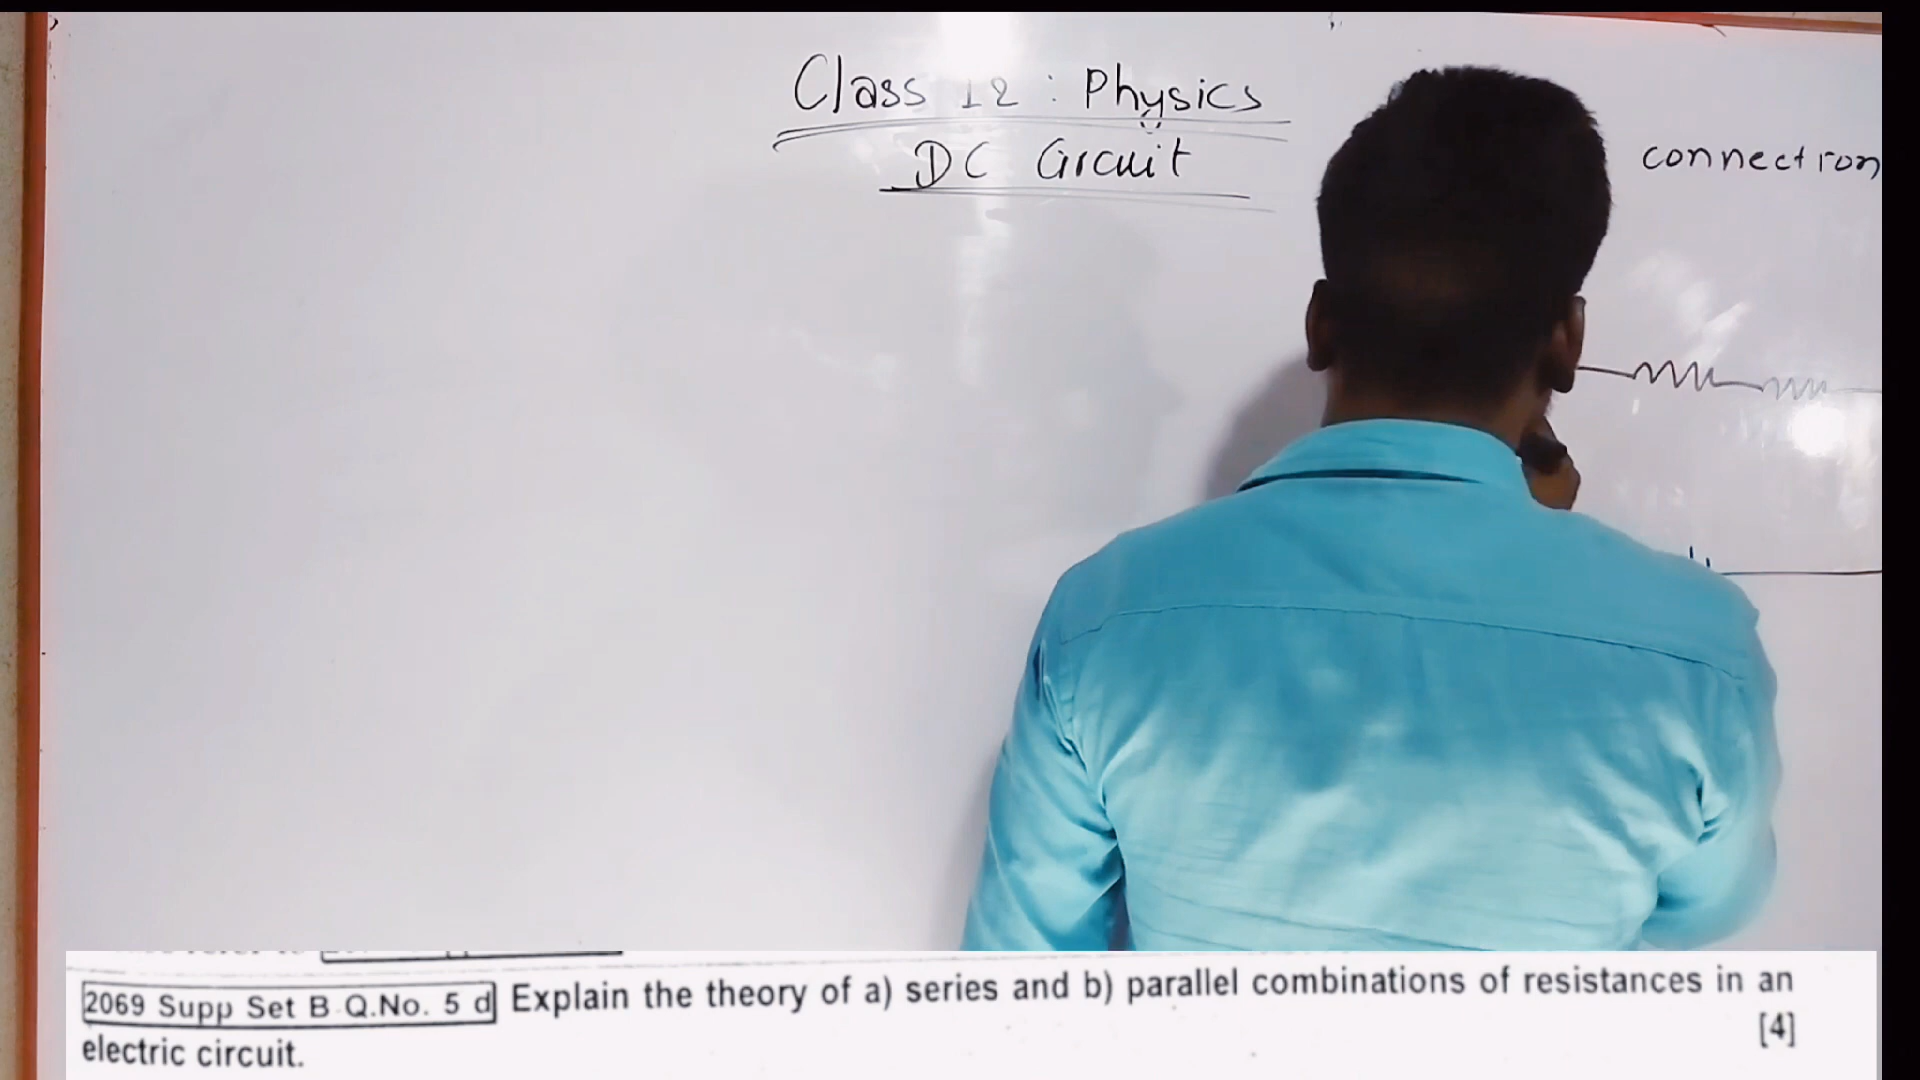 Class 12 : Physics
DC Circuit
connection
2069 Supp Set B Q.No. 5 d Explain the theory of a) series and b) parallel combinations of resistances in an
electric circuit. [4]